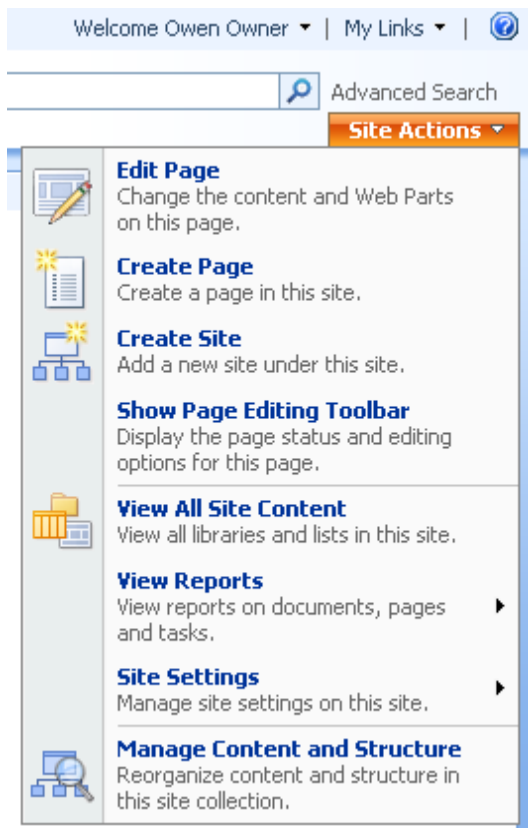 Welcome Owen Owner | My Links |
Advanced Search
Site Actions
Edit Page
Change the content and Web Parts
on this page.
Create Page
Create a page in this site.
Create Site
Add a new site under this site.
Show Page Editing Toolbar
Display the page status and editing
options for this page.
View All Site Content
View all libraries and lists in this site.
View Reports
View reports on documents, pages
and tasks.
Site Settings
Manage site settings on this site.
Manage Content and Structure
Reorganize content and structure in
this site collection.